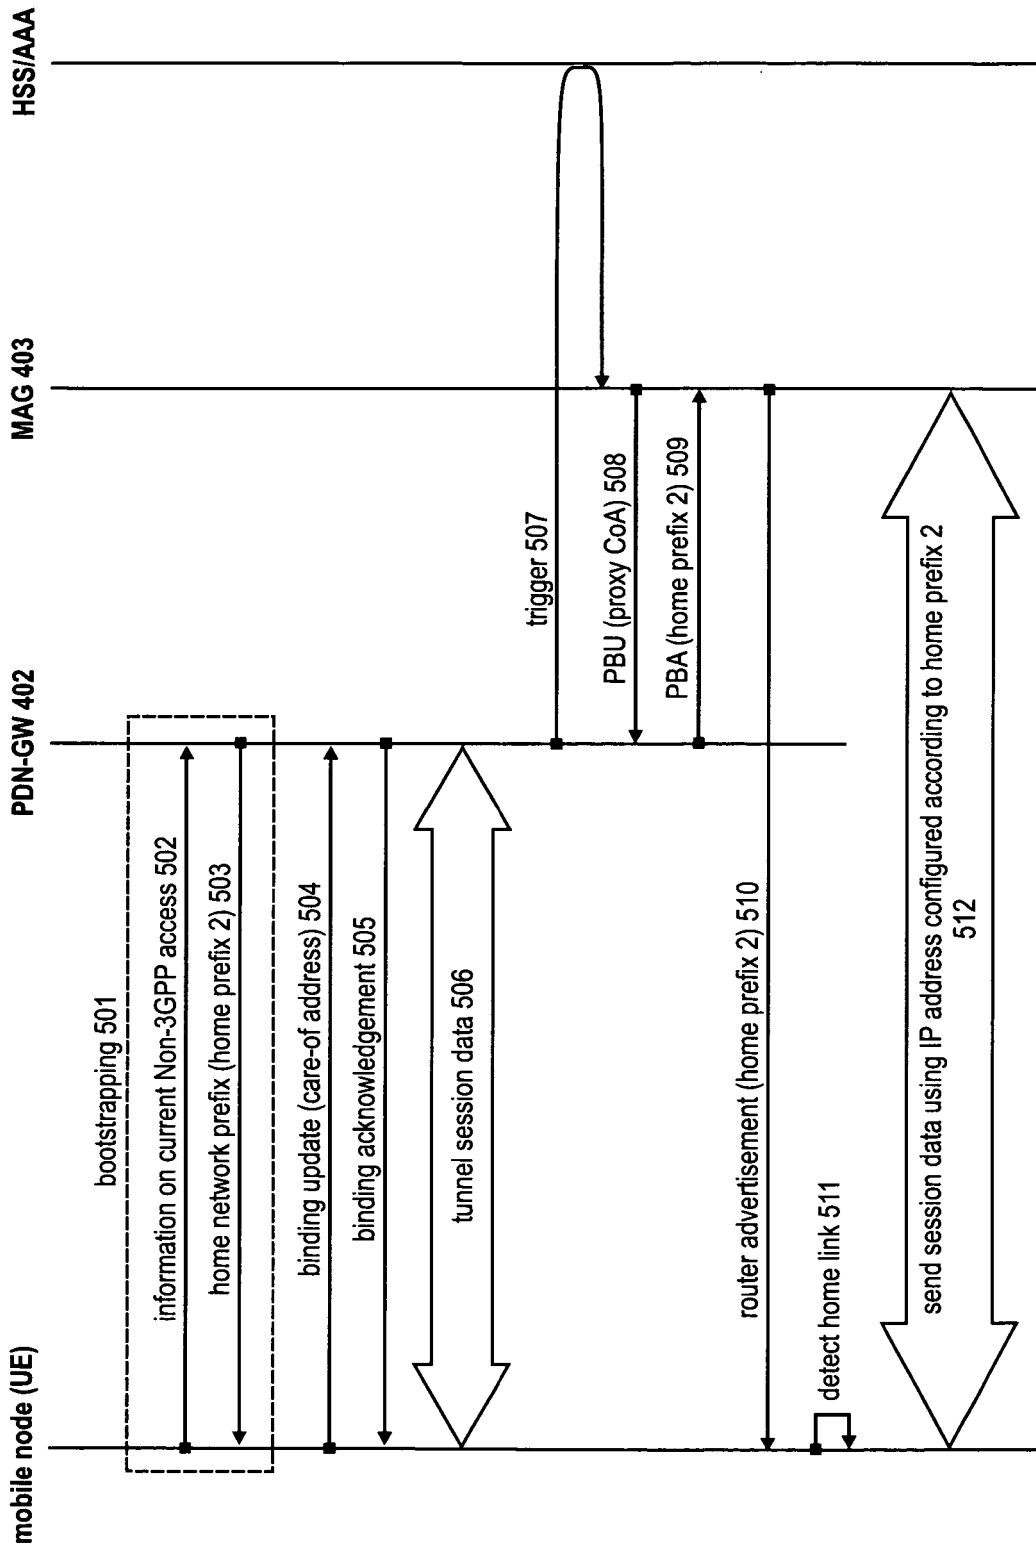 mobile node (UE)
PDN-GW 402
MAG 403
HSS/AAA
bootstrapping 501
information on current Non-3GPP access 502
home network prefix (home prefix 2) 503
binding update (care-of address) 504
binding acknowledgement 505
tunnel session data 506
trigger 507
PBU (proxy CoA) 508
PBA (home prefix 2) 509
router advertisement (home prefix 2) 510
detect home link 511
send session data using IP address configured according to home prefix 2
512